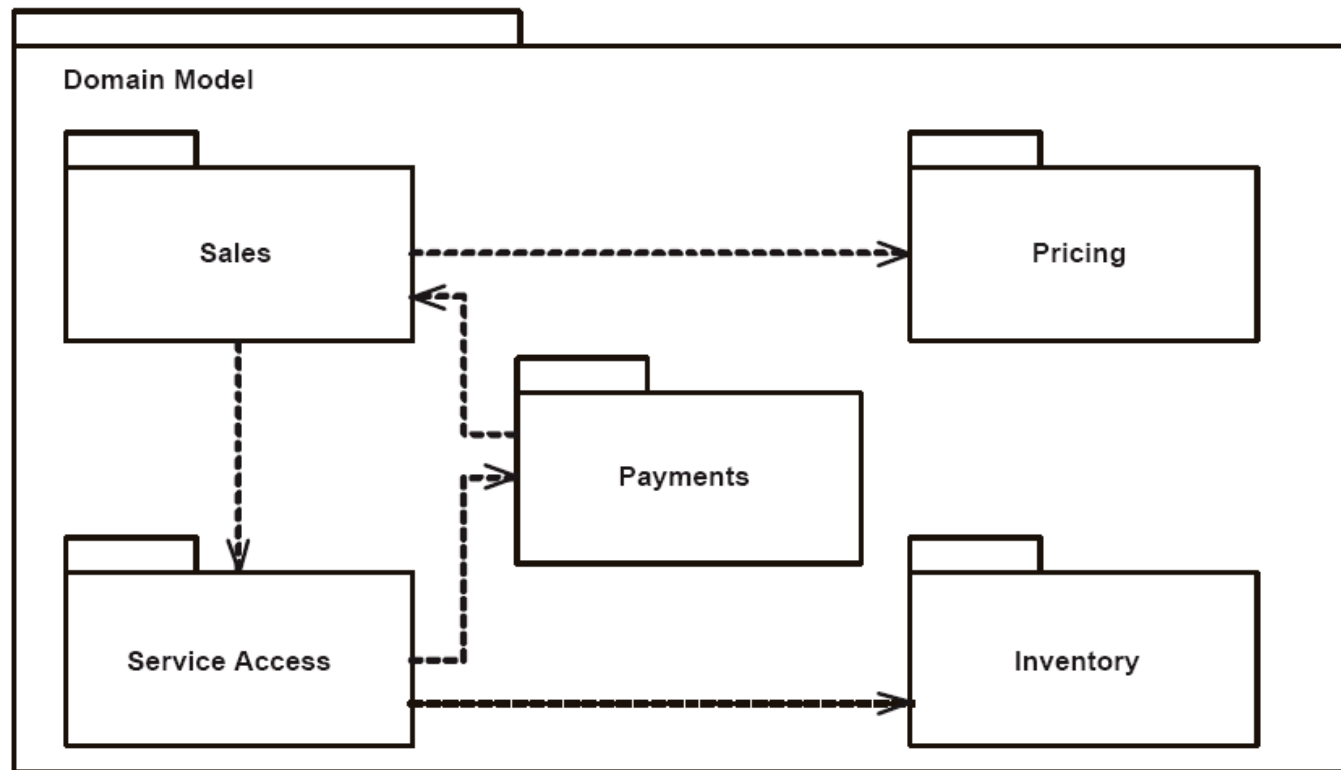 Domain Model
Sales
Pricing
Payments
Service Access
Inventory